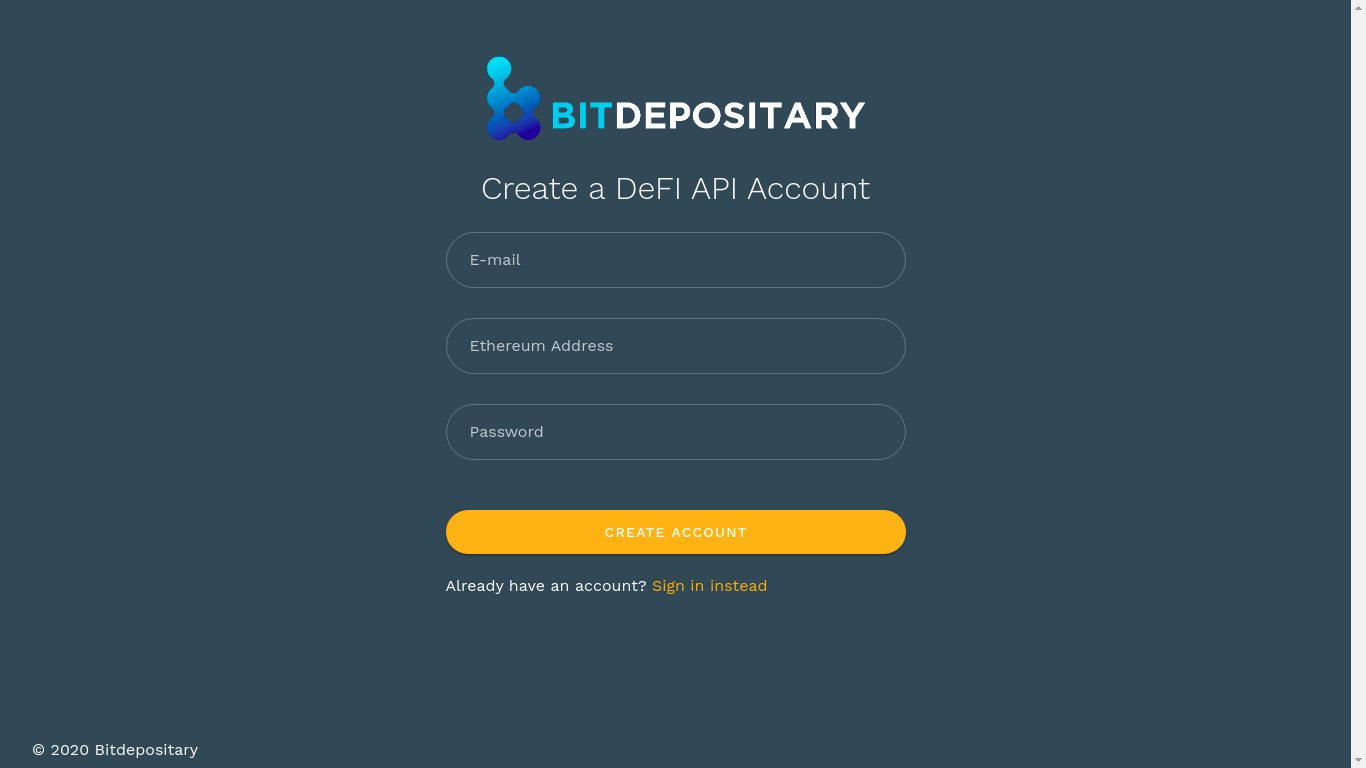 BITDEPOSITARY
Create a DeFI API Account
E-mail
Ethereum Address
Password
CREATE ACCOUNT
Already have an account? Sign in instead
© 2020 Bitdepositary